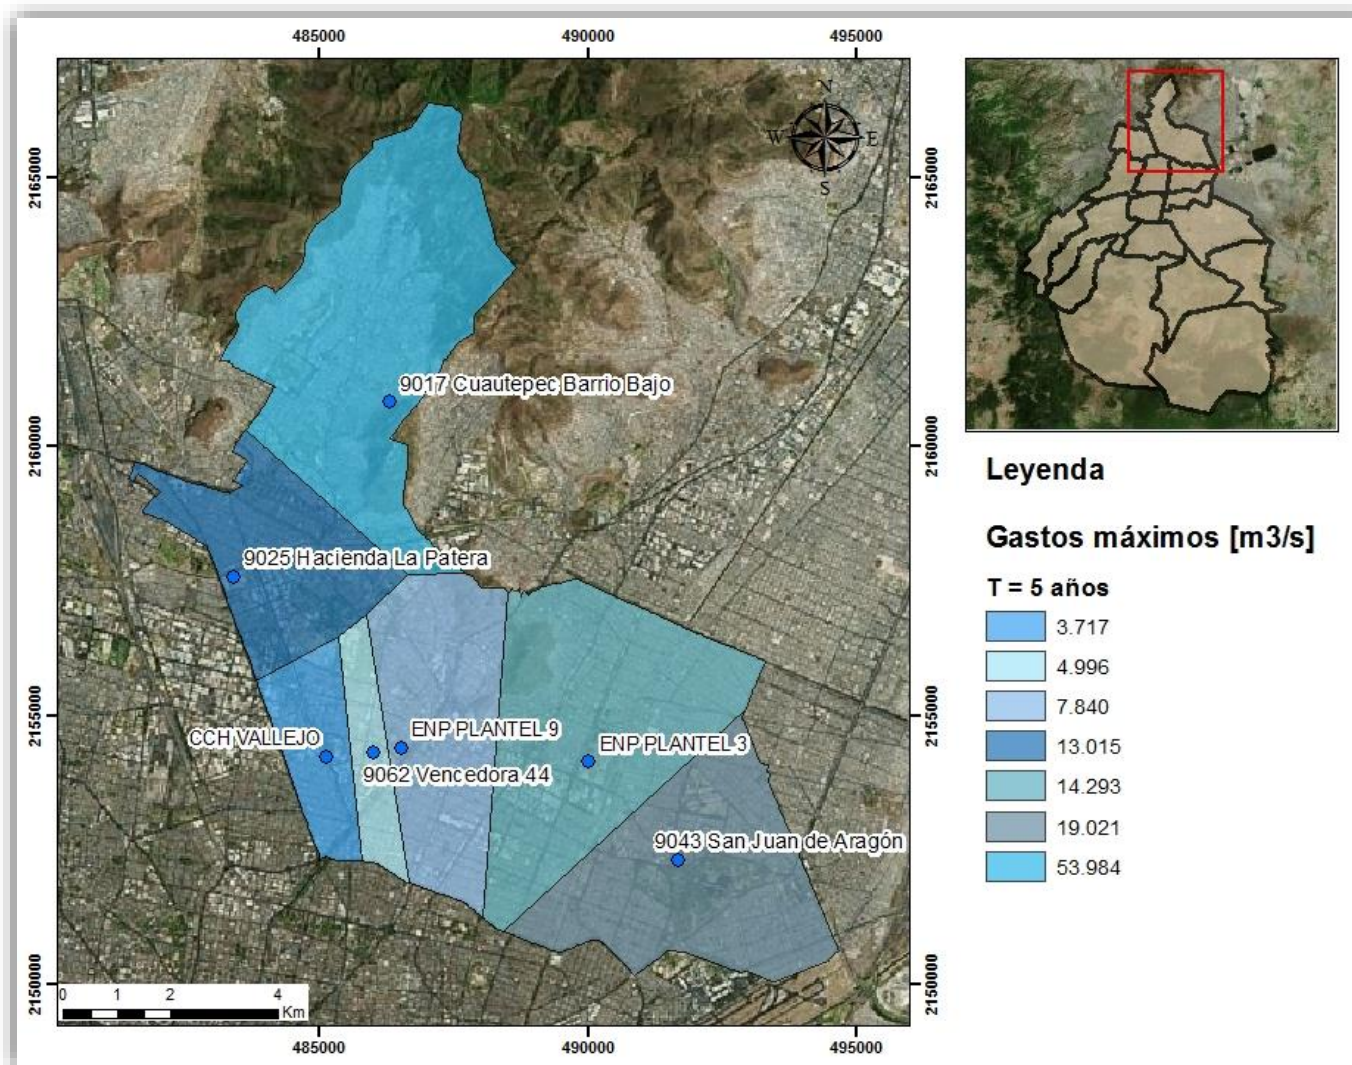 485000
490000
495000
N
W
E
S
2165000
2165000
9017 Cuautepec Barrio Bajo
2160000
2160000
Leyenda
Gastos máximos [m3/s]
9025 Hacienda La Patera
T = 5 años
3.717
4.996
7.840
13.015
14.293
19.021
53.984
2155000
2155000
CCH VALLEJO
ENP PLANTEL 9
ENP PLANTEL 3
9062 Vencedora 44
9043 San Juan de Aragón
2150000
2150000
0 1 2 4
Km
485000
490000
495000